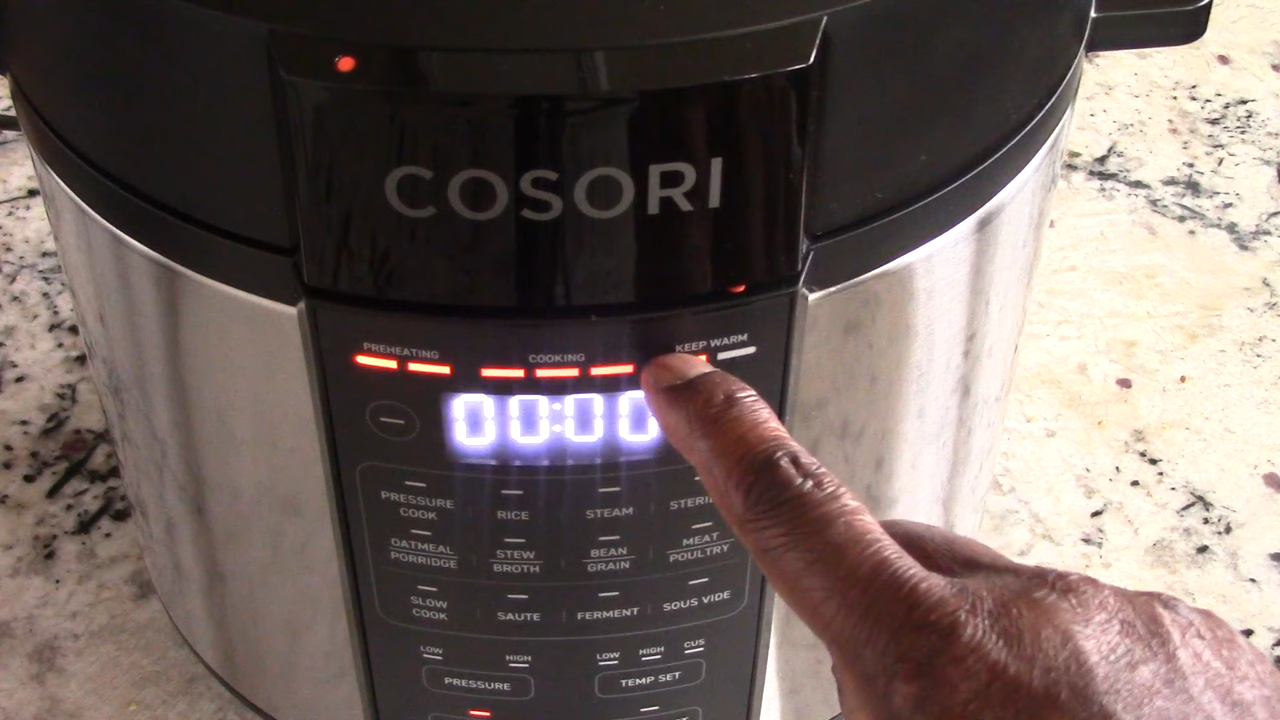 COSORI
PREHEATING
COOKING
KEEP WARM
00:00
PRESSURE
COOK
RICE
STEAM
OATMEAL
PORRIDGE
STEW
BROTH
BEAN
GRAIN
MEAT
POULTRY
SLOW
COOK
SAUTE
FERMENT
SOUS VIDE
LOW
HIGH
PRESSURE
LOW
HIGH
CUS
TEMP SET